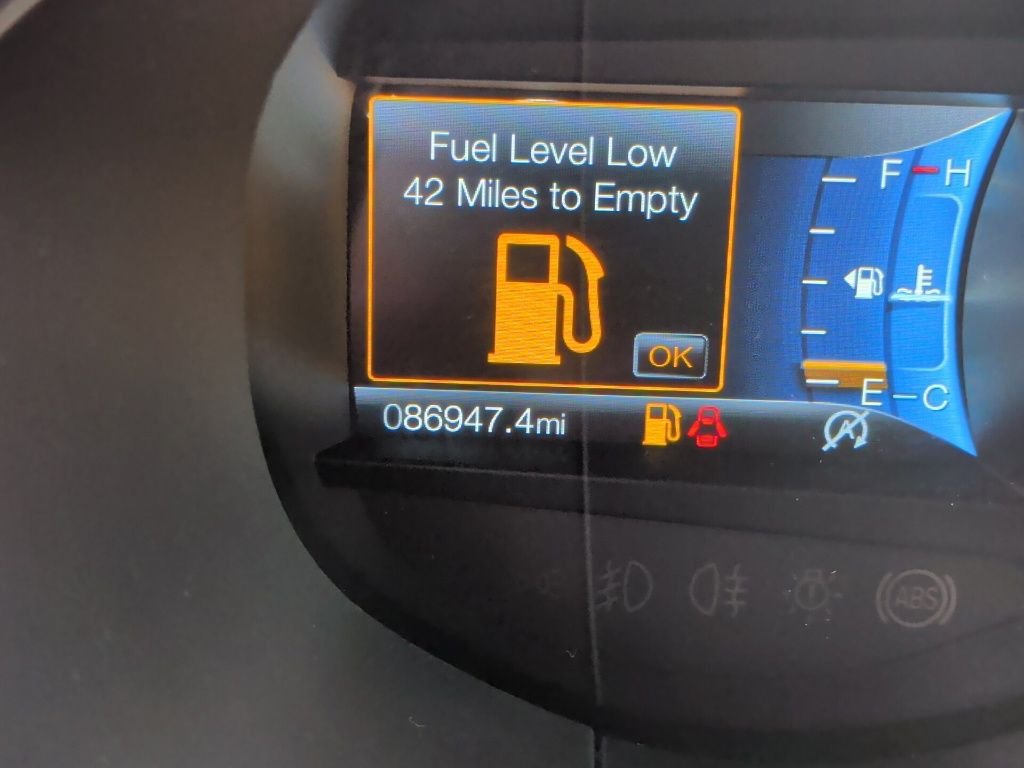 Fuel Level Low
42 Miles to Empty
OK
F
H
E
C
086947.4mi
A
ABS